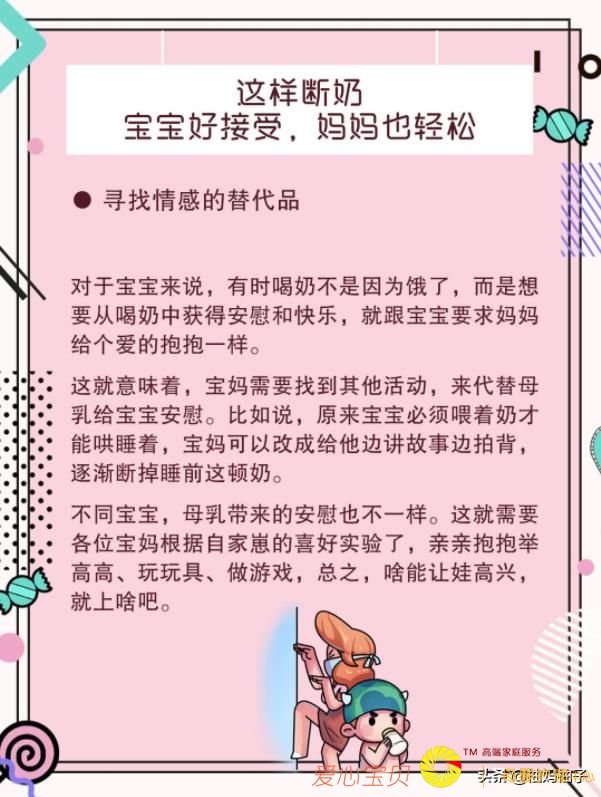 这样断奶
宝宝好接受，妈妈也轻松
● 寻找情感的替代品
对于宝宝来说，有时喝奶不是因为饿了，而是想
要从喝奶中获得安慰和快乐，就跟宝宝要求妈妈
给个爱的抱抱一样。
这就意味着，宝妈需要找到其他活动，来代替母
乳给宝宝安慰。比如说，原来宝宝必须喂着奶才
能哄睡着，宝妈可以改成给他边讲故事边拍背，
逐渐断掉睡前这顿奶。
不同宝宝，母乳带来的安慰也不一样。这就需要
各位宝妈根据自家崽的喜好实验了，亲亲抱抱举
高高、玩玩具、做游戏，总之，啥能让娃高兴，
就上啥吧。
TM 高端家庭服务
爱心宝贝
头条@柚妈柚子